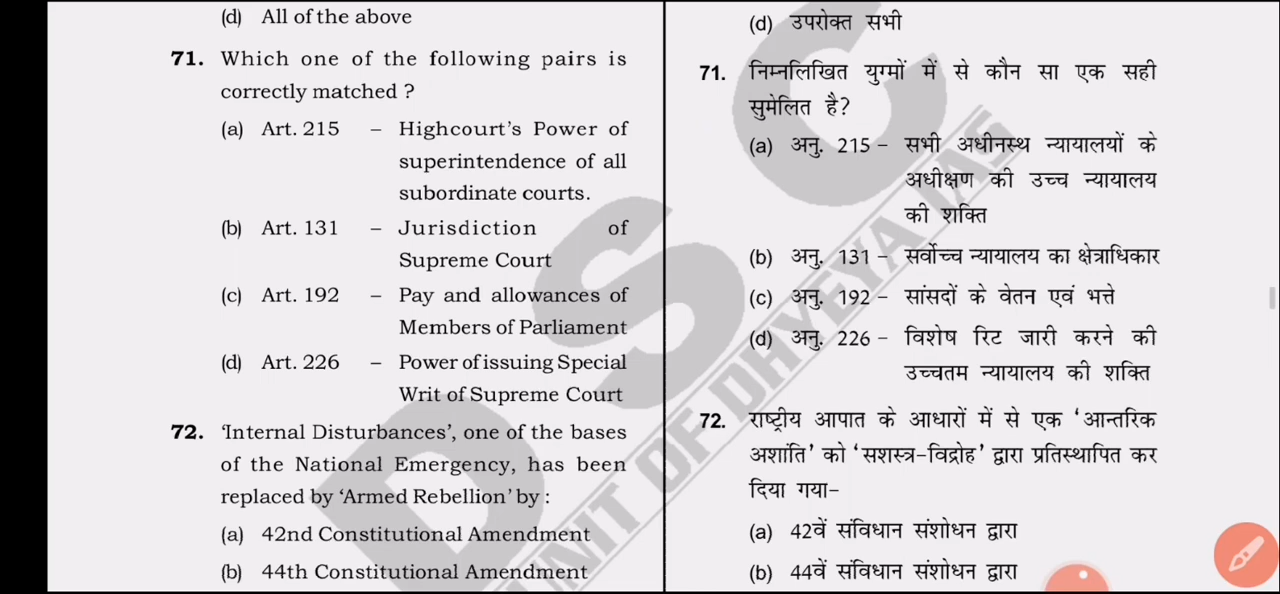 (d) All of the above
71. Which one of the following pairs is
correctly matched ?
(a) Art. 215 – Highcourt's Power of
superintendence of all
subordinate courts.
(b) Art. 131 – Jurisdiction of
Supreme Court
(c) Art. 192 – Pay and allowances of
Members of Parliament
(d) Art. 226 – Power of issuing Special
Writ of Supreme Court
72. 'Internal Disturbances', one of the bases
of the National Emergency, has been
replaced by 'Armed Rebellion' by :
(a) 42nd Constitutional Amendment
(b) 44th Constitutional Amendment
(d) उपरोक्त सभी
71. निम्नलिखित युग्मों में से कौन सा एक सही
सुमेलित है?
(a) अनु. 215 – सभी अधीनस्थ न्यायालयों के
अधीक्षण की उच्च न्यायालय
की शक्ति
(b) अनु. 131 – सर्वोच्च न्यायालय का क्षेत्राधिकार
(c) अनु. 192 – सांसदों के वेतन एवं भत्ते
(d) अनु. 226 – विशेष रिट जारी करने की
उच्चतम न्यायालय की शक्ति
72. राष्ट्रीय आपात के आधारों में से एक 'आन्तरिक
अशांति' को 'सशस्त्र-विद्रोह' द्वारा प्रतिस्थापित कर
दिया गया–
(a) 42वें संविधान संशोधन द्वारा
(b) 44वें संविधान संशोधन द्वारा
DSC
UNIT OF DHYEYA IAS